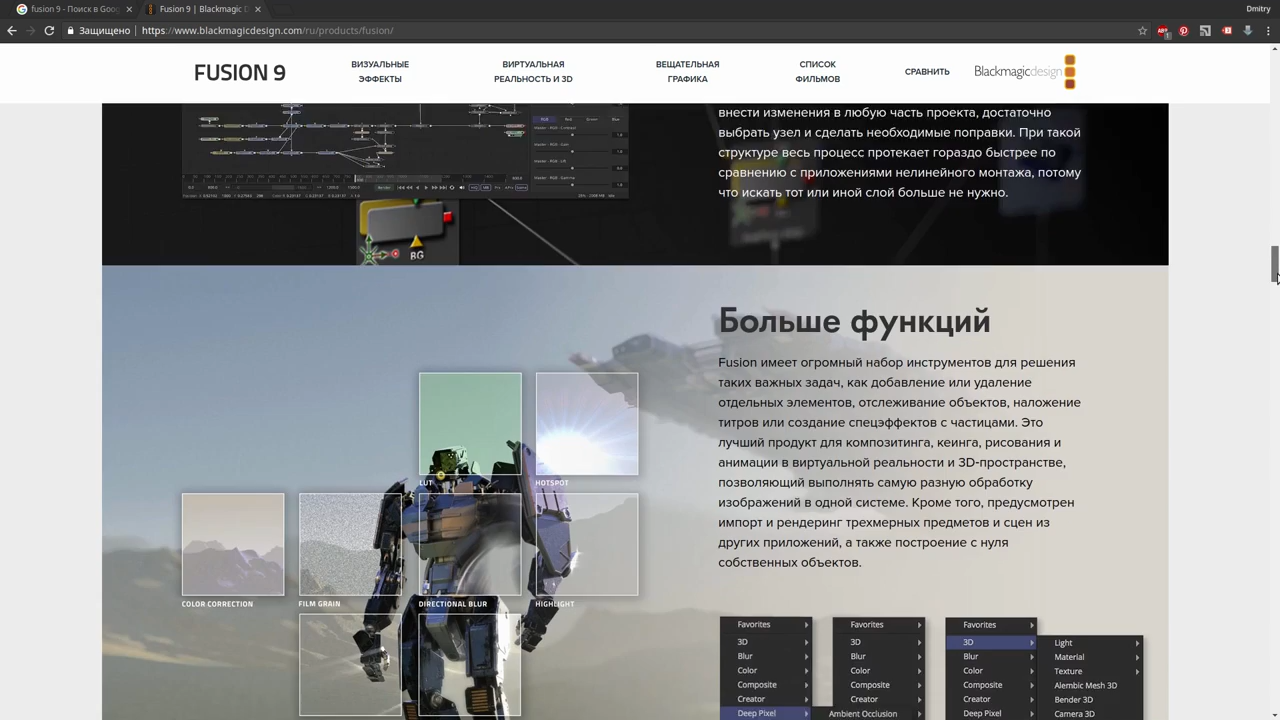 fusion 9 - Поиск в Goog
Fusion 9 | Blackmagic D
Dmitry
Защищено
https://www.blackmagicdesign.com/ru/products/fusion/
FUSION 9
ВИЗУАЛЬНЫЕ
ЭФФЕКТЫ
ВИРТУАЛЬНАЯ
РЕАЛЬНОСТЬ И 3D
ВЕЩАТЕЛЬНАЯ
ГРАФИКА
СПИСОК
ФИЛЬМОВ
СРАВНИТЬ
Blackmagicdesign
внести изменения в любую часть проекта, достаточно
выбрать узел и сделать необходимые поправки. При такой
структуре весь процесс протекает гораздо быстрее по
сравнению с приложениями нелинейного монтажа, потому
что искать тот или иной слой больше не нужно.
BG
Больше функций
Fusion имеет огромный набор инструментов для решения
таких важных задач, как добавление или удаление
отдельных элементов, отслеживание объектов, наложение
титров или создание спецэффектов с частицами. Это
лучший продукт для композитинга, кеинга, рисования и
анимации в виртуальной реальности и 3D-пространстве,
позволяющий выполнять самую разную обработку
изображений в одной системе. Кроме того, предусмотрен
импорт и рендеринг трехмерных предметов и сцен из
других приложений, а также построение с нуля
собственных объектов.
LUT
HOTSPOT
COLOR CORRECTION
FILM GRAIN
DIRECTIONAL BLUR
HIGHLIGHT
Favorites
3D
Blur
Color
Composite
Creator
Deep Pixel
Favorites
3D
Blur
Color
Composite
Creator
Ambient Occlusion
Favorites
3D
Blur
Color
Composite
Creator
Deep Pixel
Light
Material
Texture
Alembic Mesh 3D
Bender 3D
Camera 3D